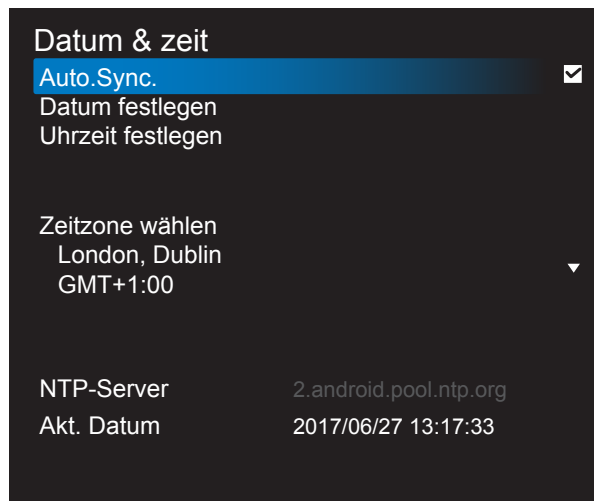 Datum & zeit
Auto.Sync.
Datum festlegen
Uhrzeit festlegen
Zeitzone wählen
London, Dublin
GMT+1:00
NTP-Server 2.android.pool.ntp.org
Akt. Datum 2017/06/27 13:17:33